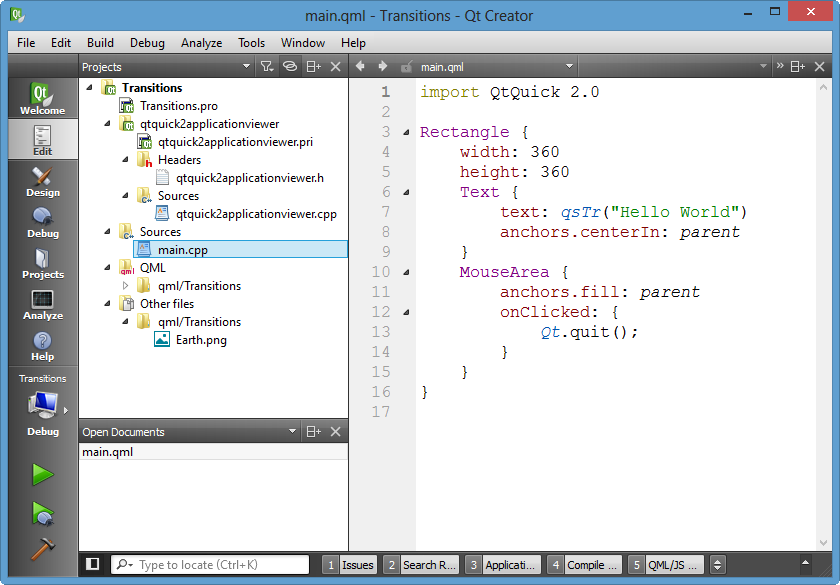 main.qml - Transitions - Qt Creator
File Edit Build Debug Analyze Tools Window Help
Projects
main.qml
Welcome
Edit
Design
Debug
Projects
Analyze
Help
Transitions
Debug
Transitions
Transitions.pro
qtquick2applicationviewer
qtquick2applicationviewer.pri
Headers
qtquick2applicationviewer.h
Sources
qtquick2applicationviewer.cpp
Sources
main.cpp
QML
qml/Transitions
Other files
qml/Transitions
Earth.png
Open Documents
main.qml
1 import QtQuick 2.0
2
3 Rectangle {
4 width: 360
5 height: 360
6 Text {
7 text: qsTr("Hello World")
8 anchors.centerIn: parent
9 }
10 MouseArea {
11 anchors.fill: parent
12 onClicked: {
13 Qt.quit();
14 }
15 }
16 }
17
Type to locate (Ctrl+K) 1 Issues 2 Search R... 3 Applicati... 4 Compile ... 5 QML/JS ...